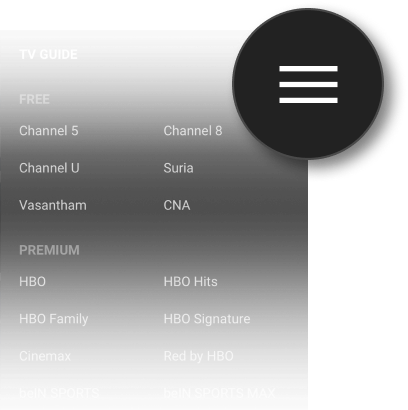 TV GUIDE
FREE
Channel 5 Channel 8
Channel U Suria
Vasantham CNA
PREMIUM
HBO HBO Hits
HBO Family HBO Signature
Cinemax Red by HBO
beIN SPORTS beIN SPORTS MAX